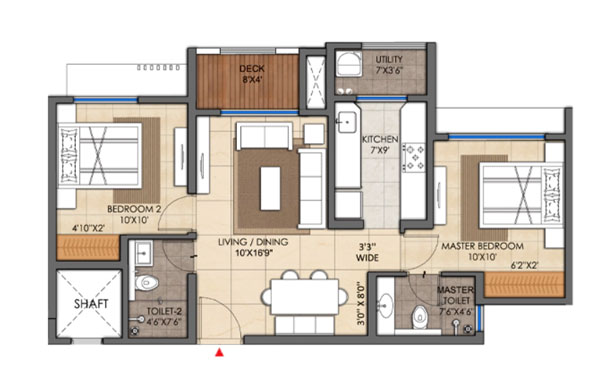 DECK
8'X4'
UTILITY
7'X3'6"
KITCHEN
7'X9'
BEDROOM 2
10'X10'
4'10"X2'
LIVING / DINING
10'X16'9"
3'3"
WIDE
MASTER BEDROOM
10'X10'
6'2"X2'
SHAFT
TOILET-2
4'6"X7'6"
3'0" X 8'0"
MASTER
TOILET
7'6"X4'6"